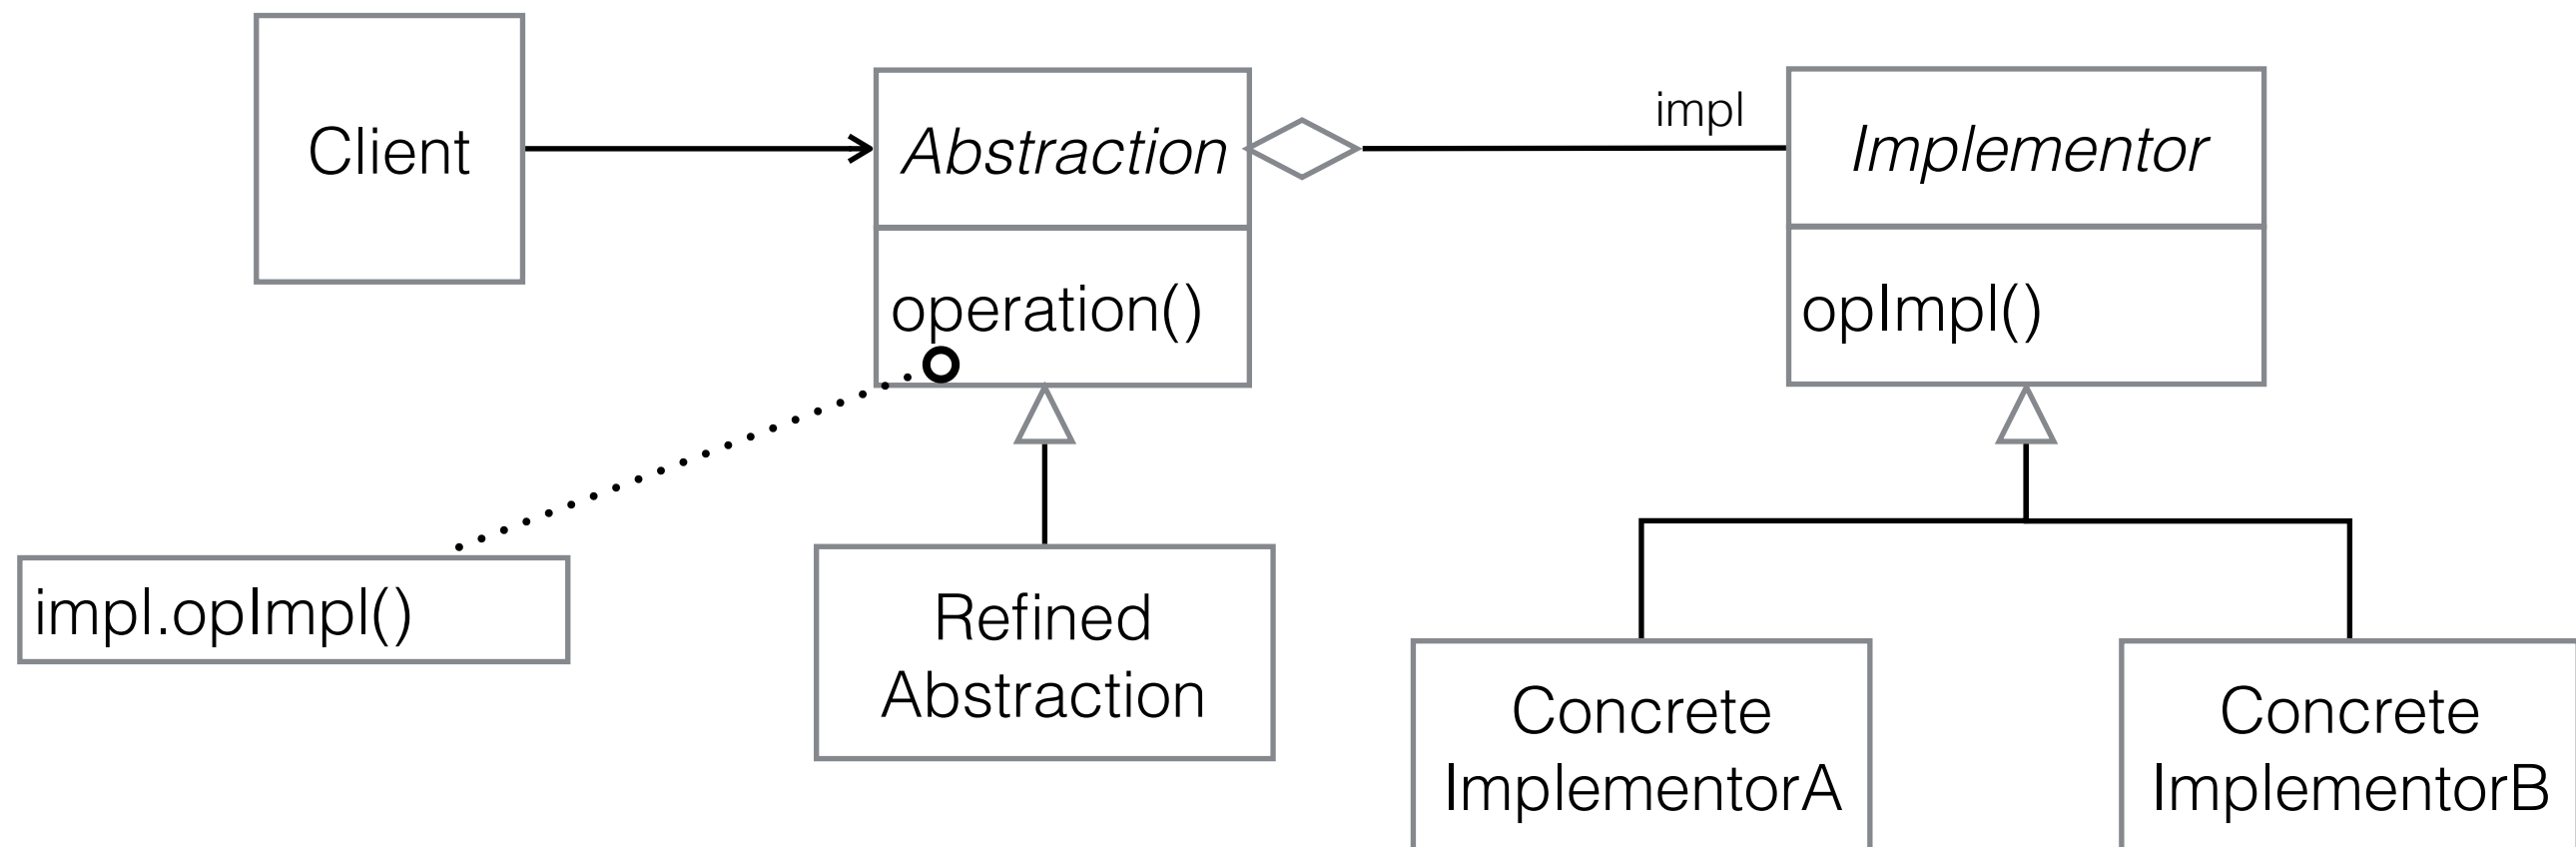 Client
Abstraction
impl
Implementor
operation()
opImpl()
impl.opImpl()
Refined
Abstraction
Concrete
ImplementorA
Concrete
ImplementorB